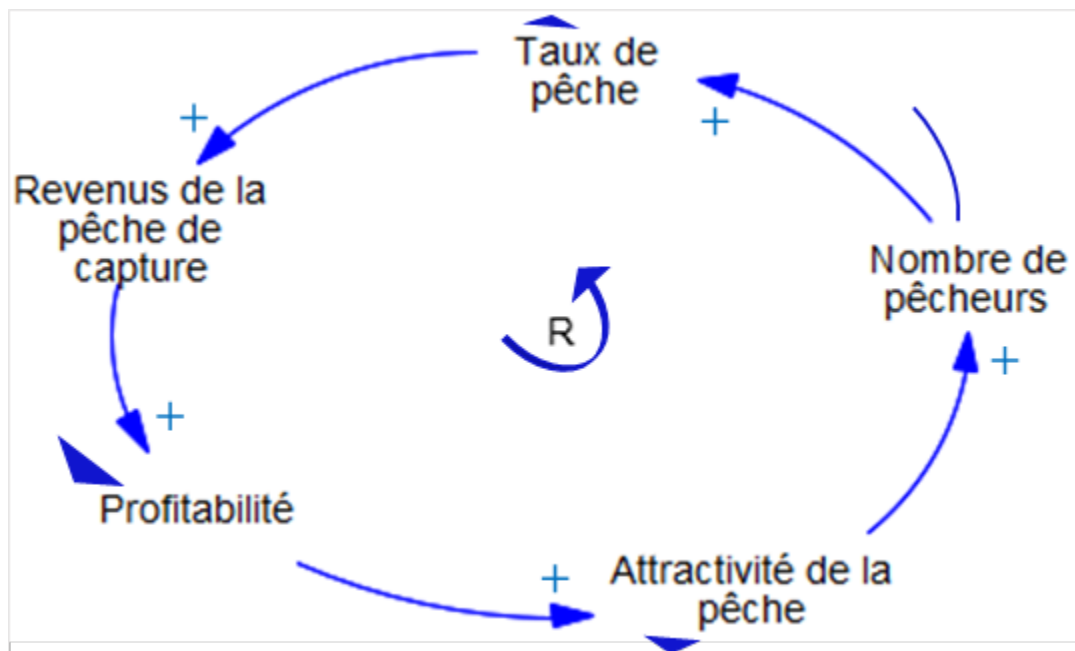 Taux de
pêche
+
+
Revenus de la
pêche de
capture
Nombre de
pêcheurs
R
+
+
Profitabilité
+
Attractivité de la
pêche